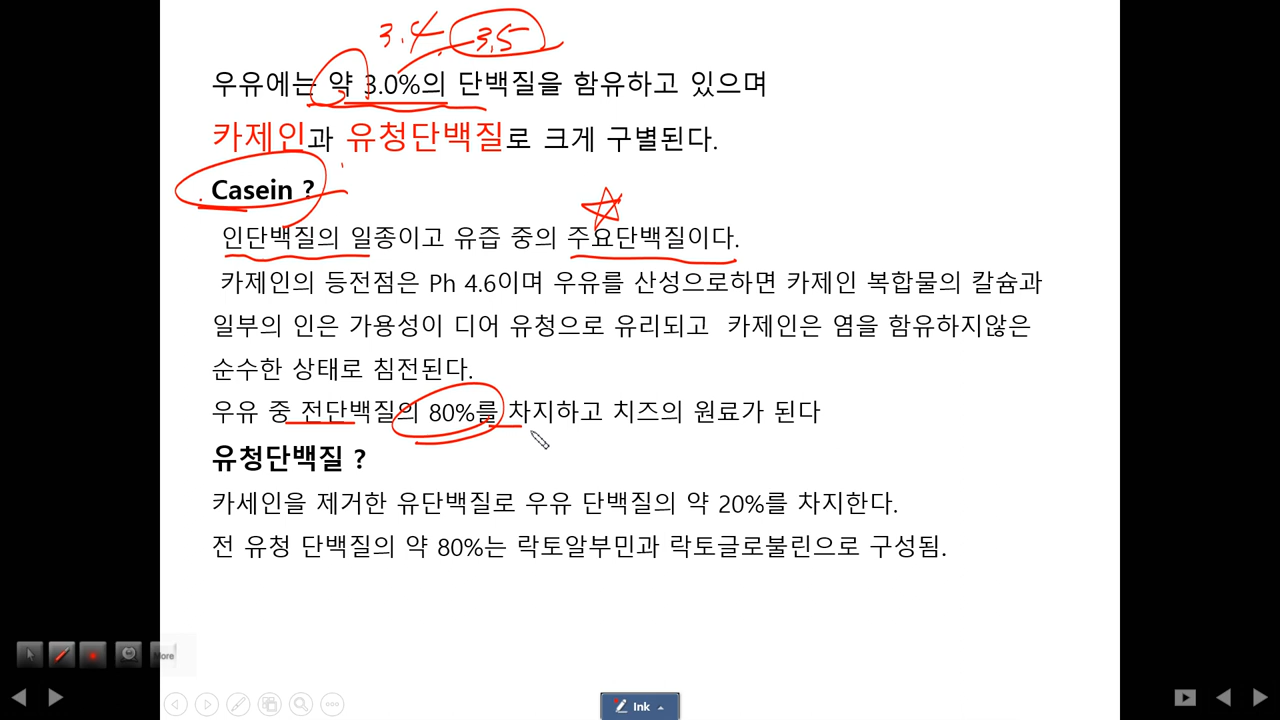 3.4 3.5
우유에는 약 3.0%의 단백질을 함유하고 있으며
카제인과 유청단백질로 크게 구별된다.
Casein ?
인단백질의 일종이고 유즙 중의 주요단백질이다.
카제인의 등전점은 Ph 4.6이며 우유를 산성으로하면 카제인 복합물의 칼슘과
일부의 인은 가용성이 디어 유청으로 유리되고 카제인은 염을 함유하지않은
순수한 상태로 침전된다.
우유 중 전단백질의 80%를 차지하고 치즈의 원료가 된다
유청단백질 ?
카세인을 제거한 유단백질로 우유 단백질의 약 20%를 차지한다.
전 유청 단백질의 약 80%는 락토알부민과 락토글로불린으로 구성됨.
More
Ink